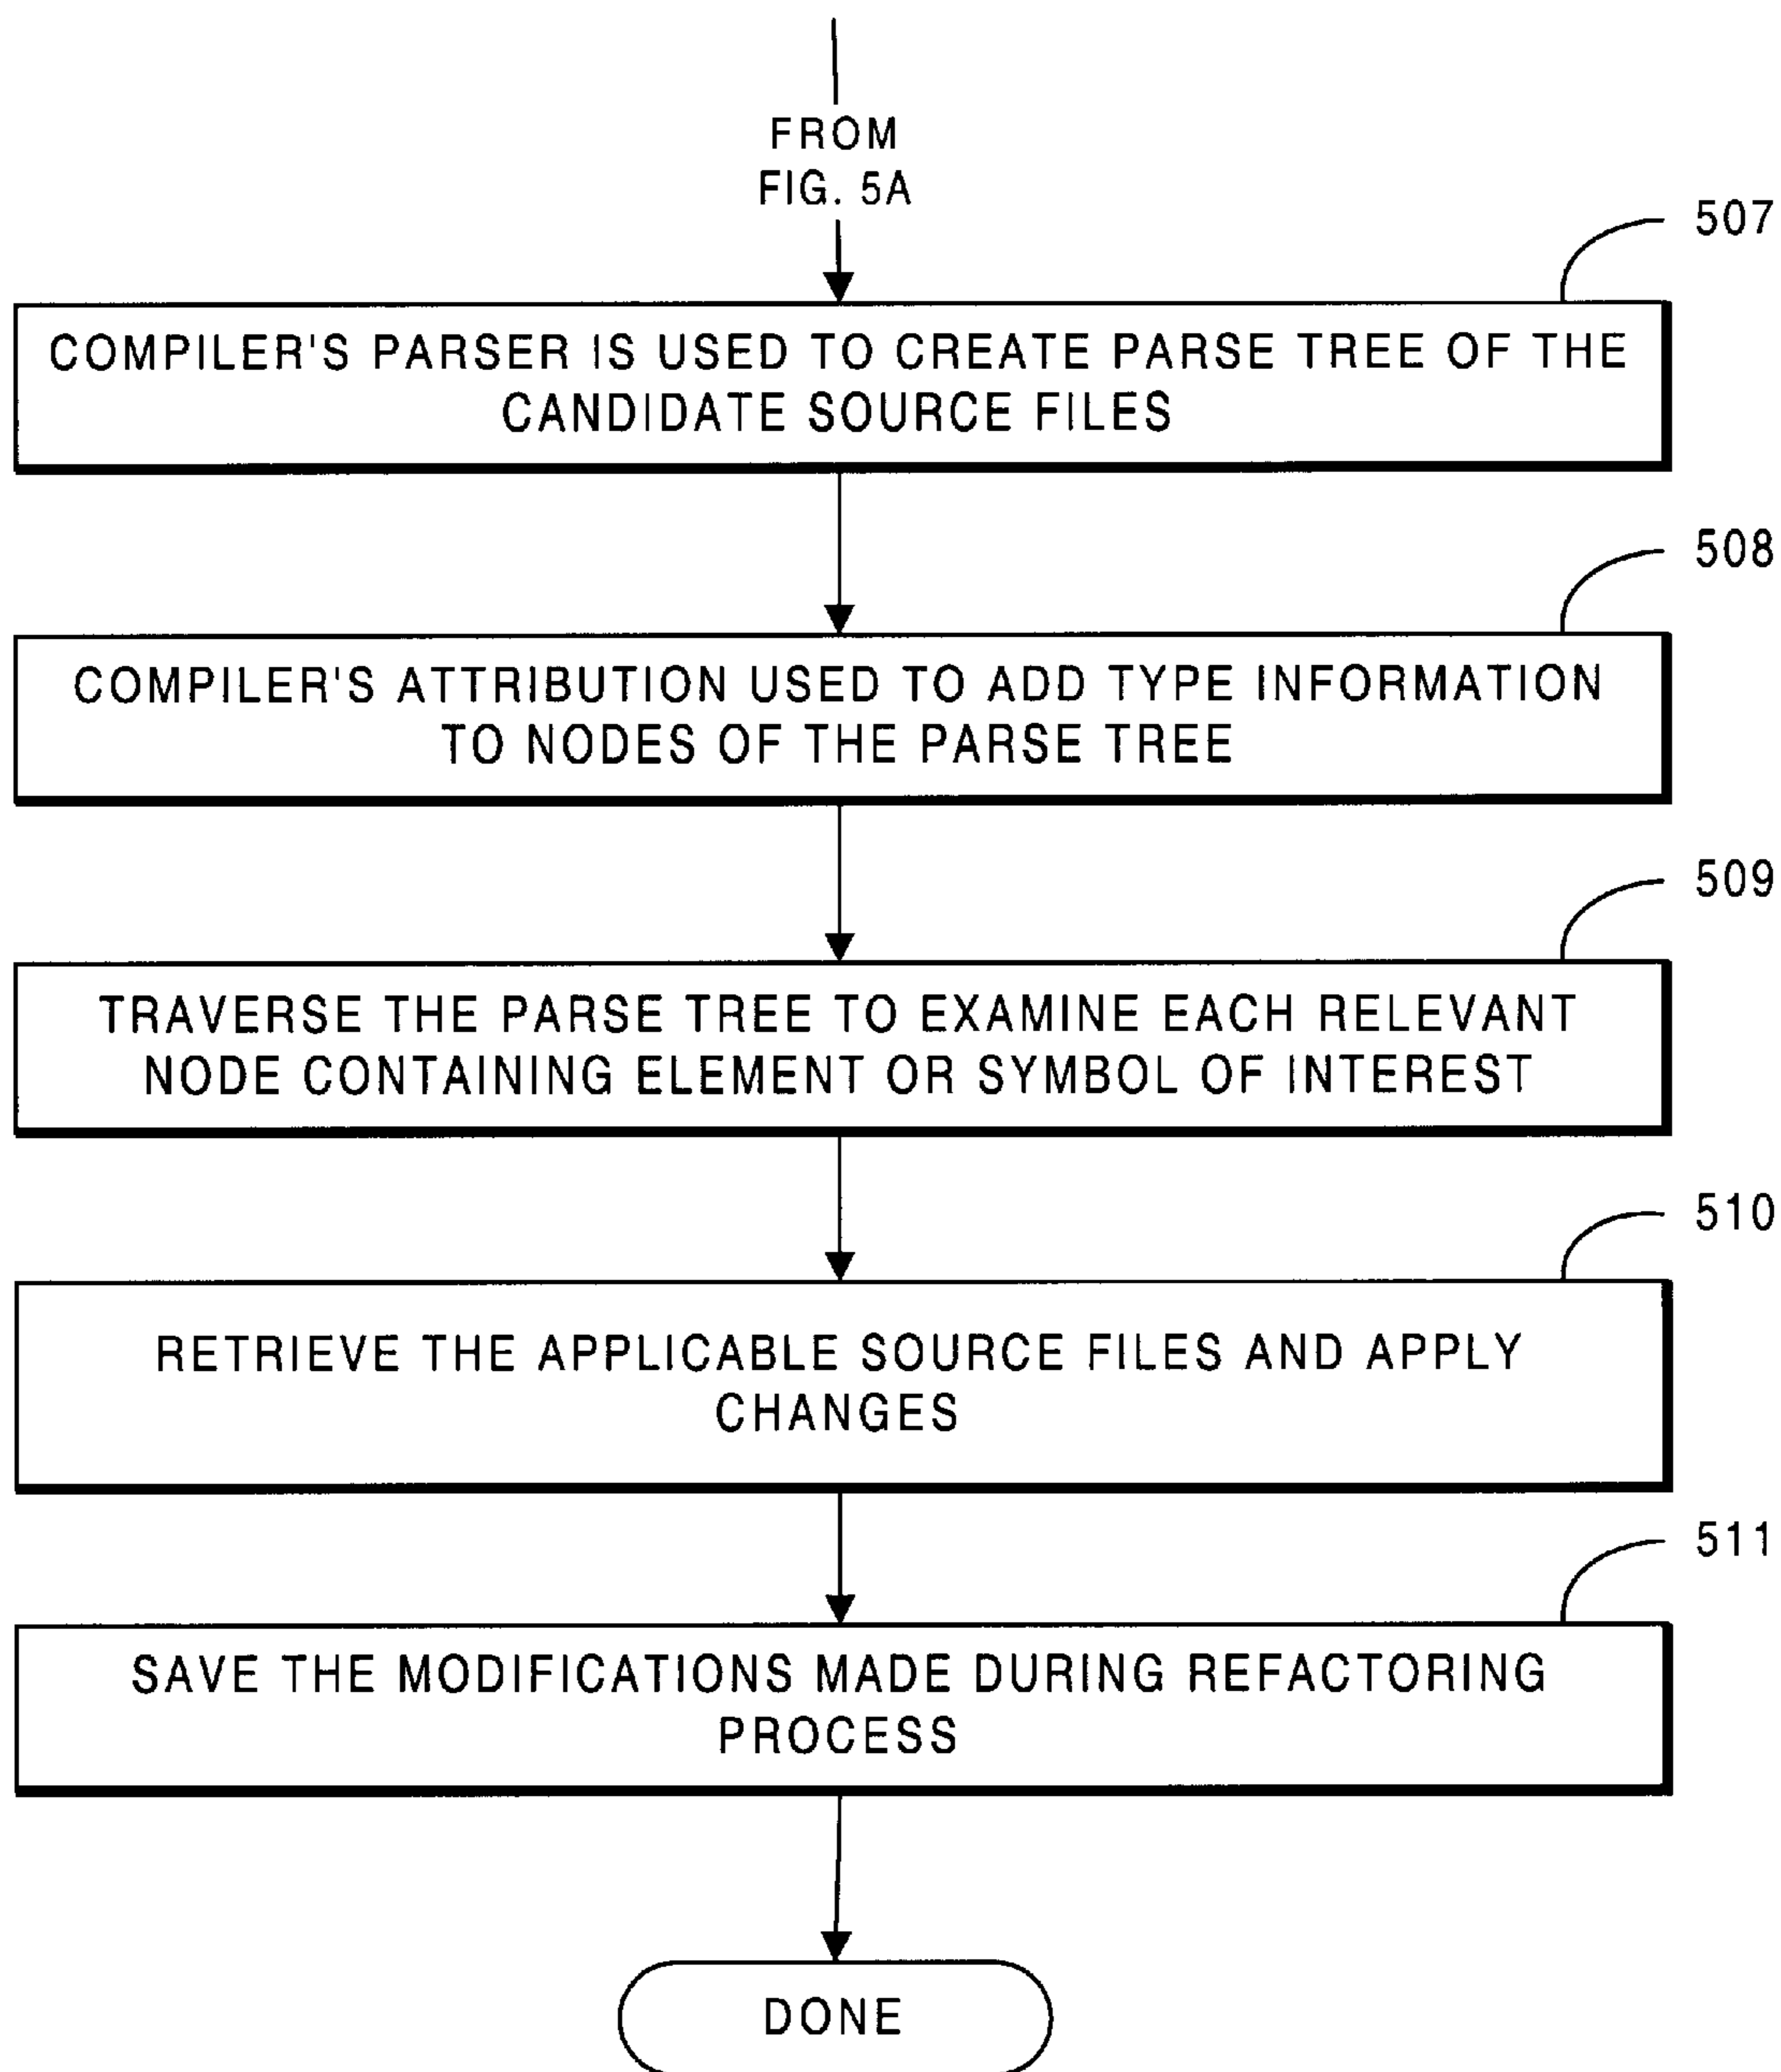 FROM
FIG. 5A
507
COMPILER'S PARSER IS USED TO CREATE PARSE TREE OF THE
CANDIDATE SOURCE FILES
508
COMPILER'S ATTRIBUTION USED TO ADD TYPE INFORMATION
TO NODES OF THE PARSE TREE
509
TRAVERSE THE PARSE TREE TO EXAMINE EACH RELEVANT
NODE CONTAINING ELEMENT OR SYMBOL OF INTEREST
510
RETRIEVE THE APPLICABLE SOURCE FILES AND APPLY
CHANGES
511
SAVE THE MODIFICATIONS MADE DURING REFACTORING
PROCESS
DONE